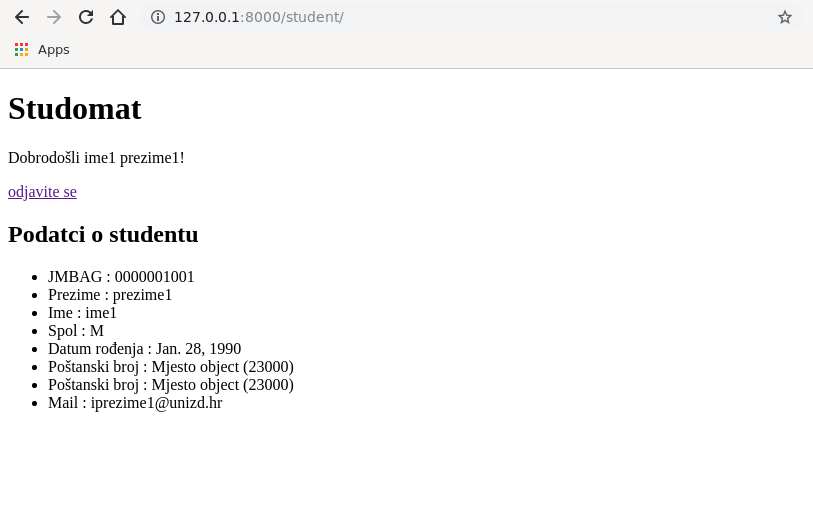 127.0.0.1:8000/student/
Apps
Studomat
Dobrodošli ime1 prezime1!
odjavite se
Podatci o studentu
JMBAG : 0000001001
Prezime : prezime1
Ime : ime1
Spol : M
Datum rođenja : Jan. 28, 1990
Poštanski broj : Mjesto object (23000)
Poštanski broj : Mjesto object (23000)
Mail : iprezime1@unizd.hr